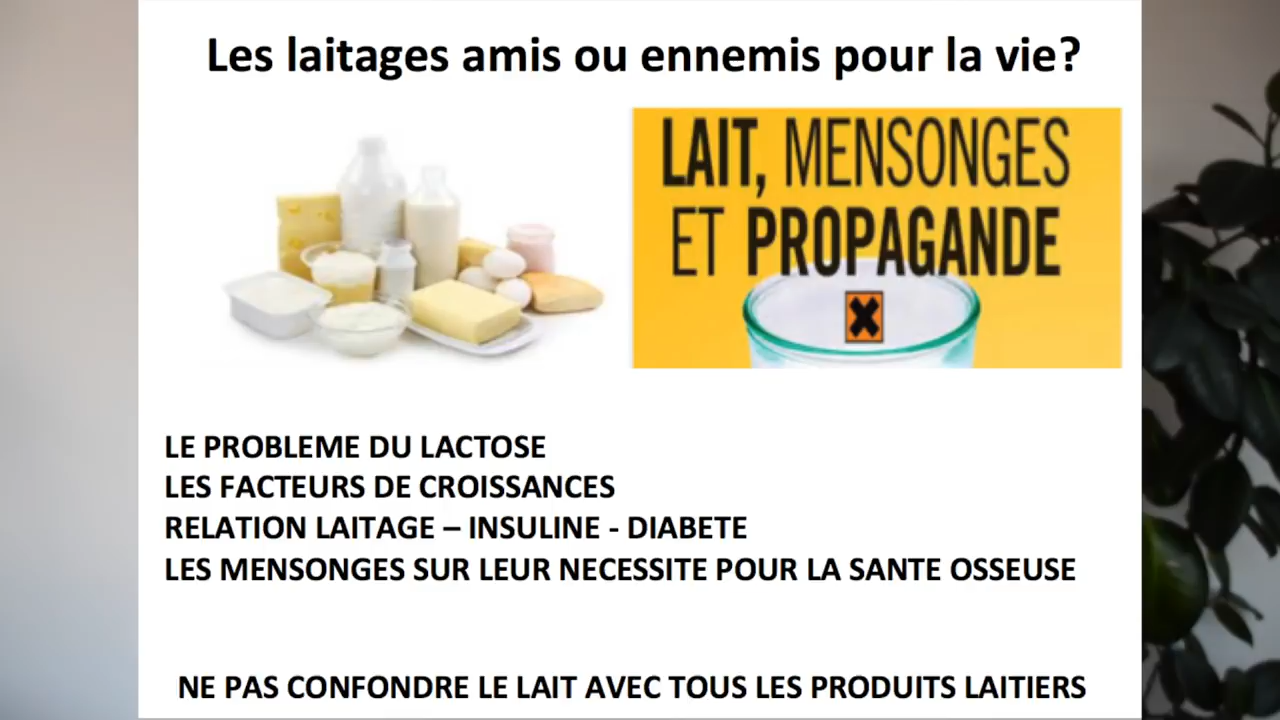 Les laitages amis ou ennemis pour la vie?
LAIT, MENSONGES
ET PROPAGANDE
LE PROBLEME DU LACTOSE
LES FACTEURS DE CROISSANCES
RELATION LAITAGE – INSULINE - DIABETE
LES MENSONGES SUR LEUR NECESSITE POUR LA SANTE OSSEUSE
NE PAS CONFONDRE LE LAIT AVEC TOUS LES PRODUITS LAITIERS